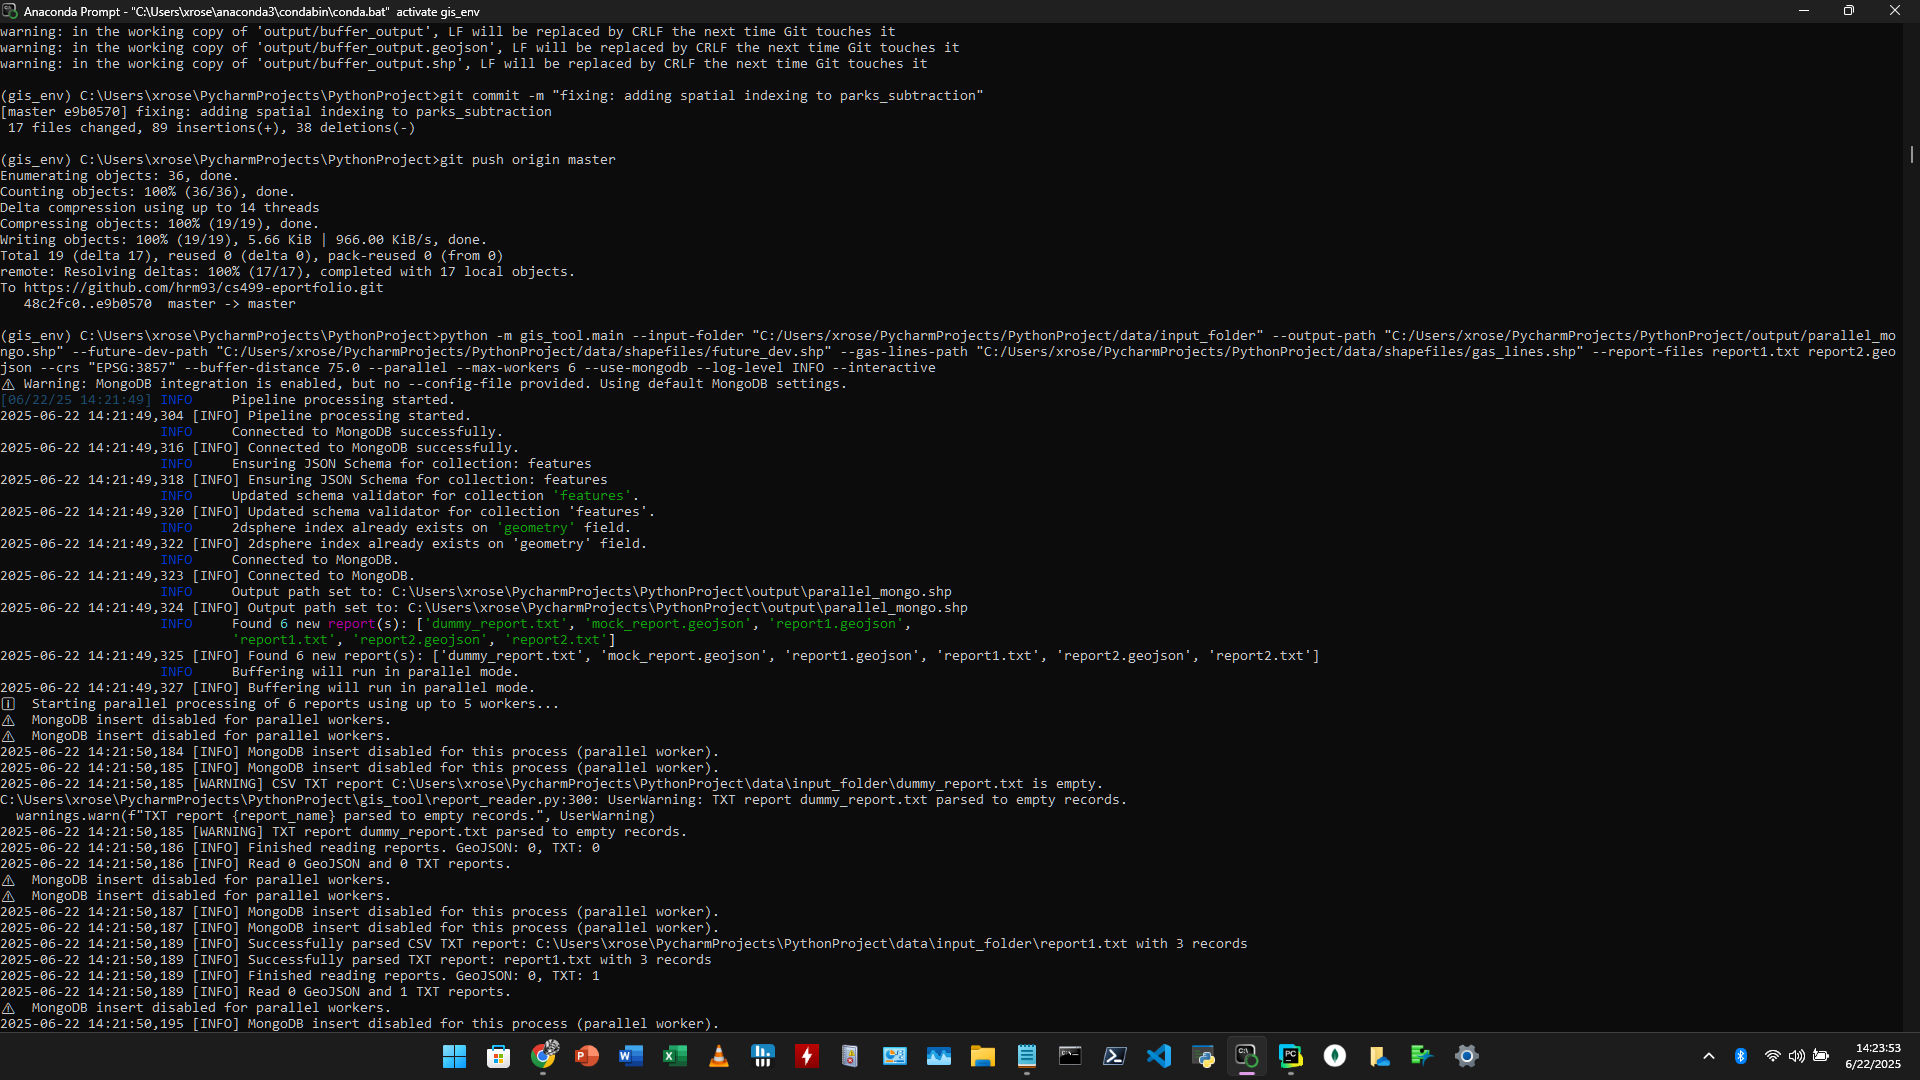 Anaconda Prompt - "C:\Users\xrose\anaconda3\condabin\conda.bat"  activate gis_env
warning: in the working copy of 'output/buffer_output', LF will be replaced by CRLF the next time Git touches it
warning: in the working copy of 'output/buffer_output.geojson', LF will be replaced by CRLF the next time Git touches it
warning: in the working copy of 'output/buffer_output.shp', LF will be replaced by CRLF the next time Git touches it
(gis_env) C:\Users\xrose\PycharmProjects\PythonProject>git commit -m "fixing: adding spatial indexing to parks_subtraction"
[master e9b0570] fixing: adding spatial indexing to parks_subtraction
 17 files changed, 89 insertions(+), 38 deletions(-)
(gis_env) C:\Users\xrose\PycharmProjects\PythonProject>git push origin master
Enumerating objects: 36, done.
Counting objects: 100% (36/36), done.
Delta compression using up to 14 threads
Compressing objects: 100% (19/19), done.
Writing objects: 100% (19/19), 5.66 KiB | 966.00 KiB/s, done.
Total 19 (delta 17), reused 0 (delta 0), pack-reused 0 (from 0)
remote: Resolving deltas: 100% (17/17), completed with 17 local objects.
To https://github.com/hrm93/cs499-eportfolio.git
   48c2fc0..e9b0570  master -> master
(gis_env) C:\Users\xrose\PycharmProjects\PythonProject>python -m gis_tool.main --input-folder "C:/Users/xrose/PycharmProjects/PythonProject/data/input_folder" --output-path "C:/Users/xrose/PycharmProjects/PythonProject/output/parallel_mo
ngo.shp" --future-dev-path "C:/Users/xrose/PycharmProjects/PythonProject/data/shapefiles/future_dev.shp" --gas-lines-path "C:/Users/xrose/PycharmProjects/PythonProject/data/shapefiles/gas_lines.shp" --report-files report1.txt report2.geo
json --crs "EPSG:3857" --buffer-distance 75.0 --parallel --max-workers 6 --use-mongodb --log-level INFO --interactive
⚠ Warning: MongoDB integration is enabled, but no --config-file provided. Using default MongoDB settings.
[06/22/25 14:21:49] INFO     Pipeline processing started.
2025-06-22 14:21:49,304 [INFO] Pipeline processing started.
INFO     Connected to MongoDB successfully.
2025-06-22 14:21:49,316 [INFO] Connected to MongoDB successfully.
INFO     Ensuring JSON Schema for collection: features
2025-06-22 14:21:49,318 [INFO] Ensuring JSON Schema for collection: features
INFO     Updated schema validator for collection 'features'.
2025-06-22 14:21:49,320 [INFO] Updated schema validator for collection 'features'.
INFO     2dsphere index already exists on 'geometry' field.
2025-06-22 14:21:49,322 [INFO] 2dsphere index already exists on 'geometry' field.
INFO     Connected to MongoDB.
2025-06-22 14:21:49,323 [INFO] Connected to MongoDB.
INFO     Output path set to: C:\Users\xrose\PycharmProjects\PythonProject\output\parallel_mongo.shp
2025-06-22 14:21:49,324 [INFO] Output path set to: C:\Users\xrose\PycharmProjects\PythonProject\output\parallel_mongo.shp
INFO     Found 6 new report(s): ['dummy_report.txt', 'mock_report.geojson', 'report1.geojson',
'report1.txt', 'report2.geojson', 'report2.txt']
2025-06-22 14:21:49,325 [INFO] Found 6 new report(s): ['dummy_report.txt', 'mock_report.geojson', 'report1.geojson', 'report1.txt', 'report2.geojson', 'report2.txt']
INFO     Buffering will run in parallel mode.
2025-06-22 14:21:49,327 [INFO] Buffering will run in parallel mode.
ℹ  Starting parallel processing of 6 reports using up to 5 workers...
⚠  MongoDB insert disabled for parallel workers.
⚠  MongoDB insert disabled for parallel workers.
2025-06-22 14:21:50,184 [INFO] MongoDB insert disabled for this process (parallel worker).
2025-06-22 14:21:50,185 [INFO] MongoDB insert disabled for this process (parallel worker).
2025-06-22 14:21:50,185 [WARNING] CSV TXT report C:\Users\xrose\PycharmProjects\PythonProject\data\input_folder\dummy_report.txt is empty.
C:\Users\xrose\PycharmProjects\PythonProject\gis_tool\report_reader.py:300: UserWarning: TXT report dummy_report.txt parsed to empty records.
  warnings.warn(f"TXT report {report_name} parsed to empty records.", UserWarning)
2025-06-22 14:21:50,185 [WARNING] TXT report dummy_report.txt parsed to empty records.
2025-06-22 14:21:50,186 [INFO] Finished reading reports. GeoJSON: 0, TXT: 0
2025-06-22 14:21:50,186 [INFO] Read 0 GeoJSON and 0 TXT reports.
⚠  MongoDB insert disabled for parallel workers.
⚠  MongoDB insert disabled for parallel workers.
2025-06-22 14:21:50,187 [INFO] MongoDB insert disabled for this process (parallel worker).
2025-06-22 14:21:50,187 [INFO] MongoDB insert disabled for this process (parallel worker).
2025-06-22 14:21:50,189 [INFO] Successfully parsed CSV TXT report: C:\Users\xrose\PycharmProjects\PythonProject\data\input_folder\report1.txt with 3 records
2025-06-22 14:21:50,189 [INFO] Successfully parsed TXT report: report1.txt with 3 records
2025-06-22 14:21:50,189 [INFO] Finished reading reports. GeoJSON: 0, TXT: 1
2025-06-22 14:21:50,189 [INFO] Read 0 GeoJSON and 1 TXT reports.
⚠  MongoDB insert disabled for parallel workers.
2025-06-22 14:21:50,195 [INFO] MongoDB insert disabled for this process (parallel worker).
14:23:53
6/22/2025